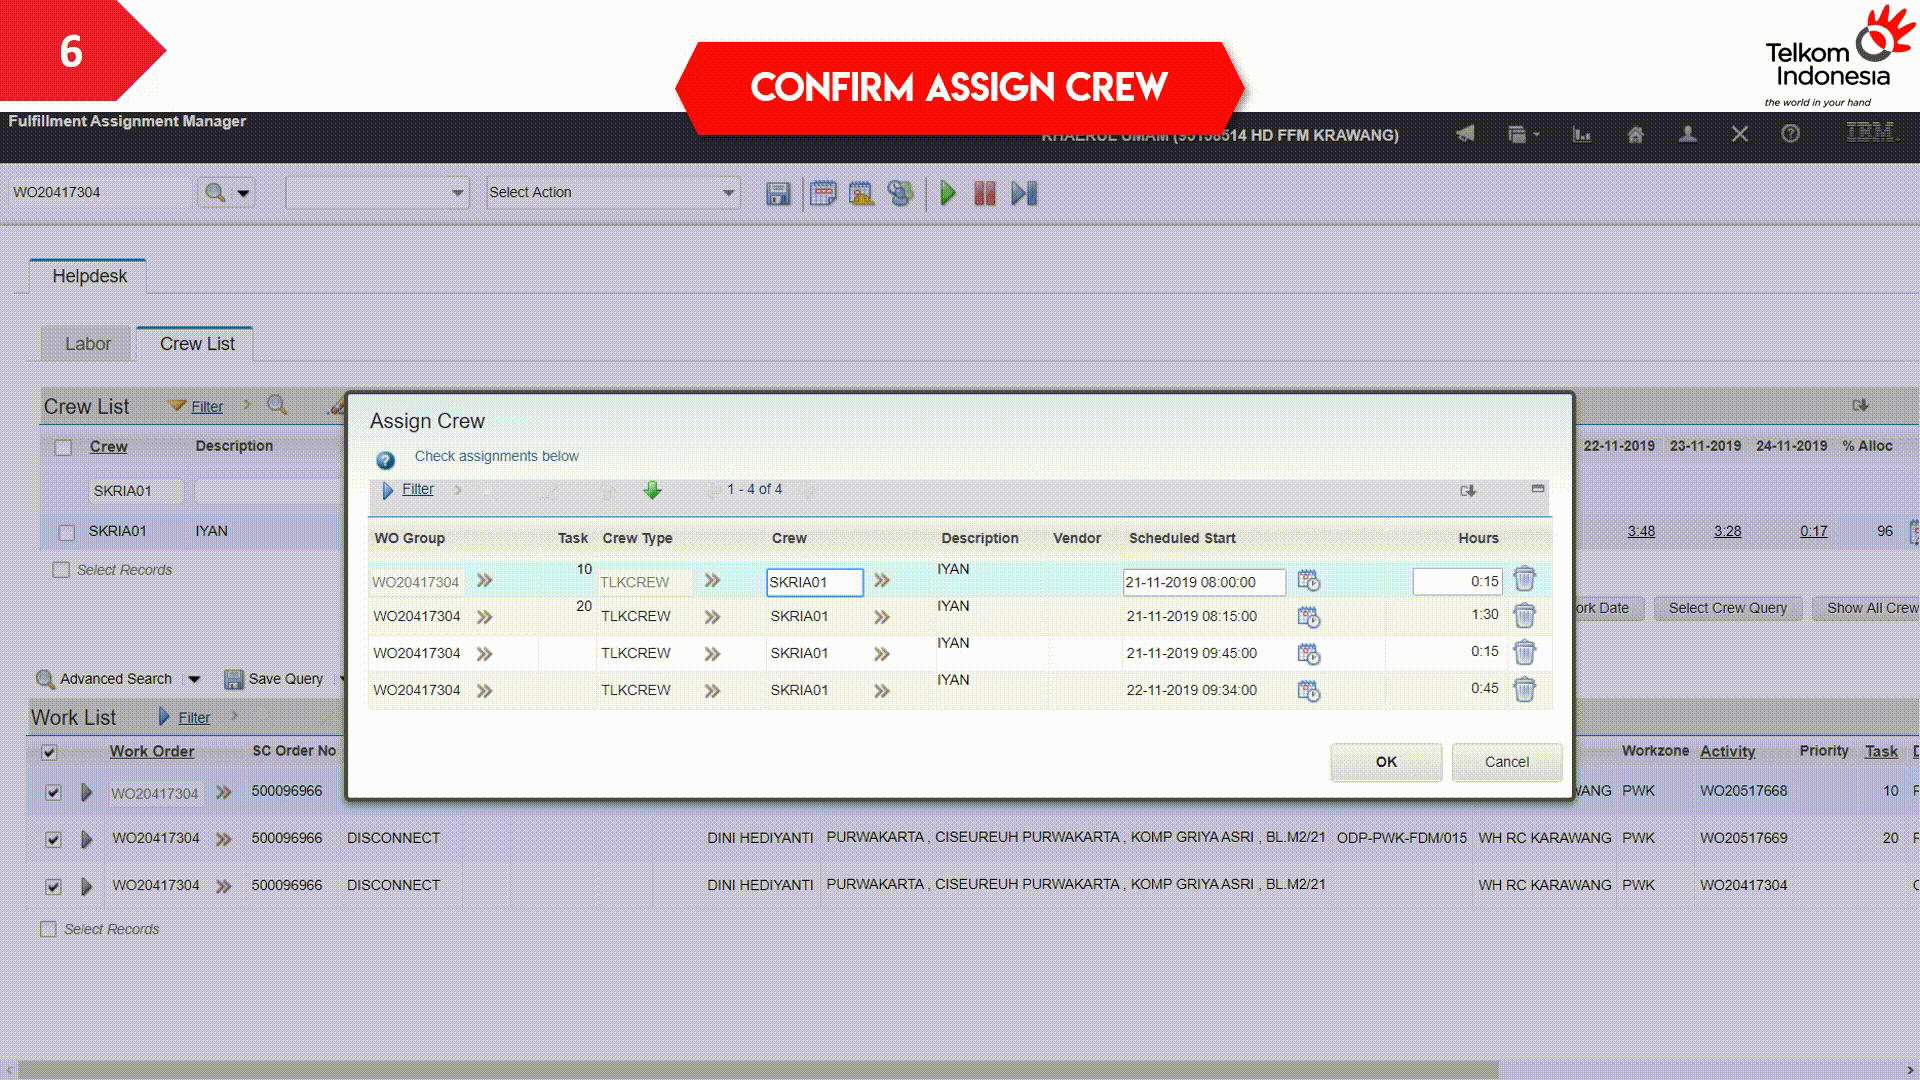 6
CONFIRM ASSIGN CREW
Telkom
Indonesia
the world in your hand
Fulfillment Assignment Manager
514 HD FFM KRAWANG)
IBM
WO20417304
Select Action
Helpdesk
Labor
Crew List
Crew List Filter
Crew Description 22-11-2019 23-11-2019 24-11-2019 % Alloc
SKRIA01
SKRIA01 IYAN 3:48 3:28 0:17 96
Select Records
Assign Crew
Check assignments below
Filter 1 - 4 of 4
WO Group Task Crew Type Crew Description Vendor Scheduled Start Hours
WO20417304 10 TLKCREW SKRIA01 IYAN 21-11-2019 08:00:00 0:15
WO20417304 20 TLKCREW SKRIA01 IYAN 21-11-2019 08:15:00 1:30
WO20417304 TLKCREW SKRIA01 IYAN 21-11-2019 09:45:00 0:15
WO20417304 TLKCREW SKRIA01 IYAN 22-11-2019 09:34:00 0:45
OK Cancel
ork Date Select Crew Query Show All Crew
Advanced Search Save Query
Work List Filter
Work Order SC Order No Workzone Activity Priority Task
WO20417304 500096966 WANG PWK WO20517668 10
WO20417304 500096966 DISCONNECT DINI HEDIYANTI PURWAKARTA , CISEUREUH PURWAKARTA , KOMP GRIYA ASRI , BL.M2/21 ODP-PWK-FDM/015 WH RC KARAWANG PWK WO20517669 20
WO20417304 500096966 DISCONNECT DINI HEDIYANTI PURWAKARTA , CISEUREUH PURWAKARTA , KOMP GRIYA ASRI , BL.M2/21 WH RC KARAWANG PWK WO20417304
Select Records